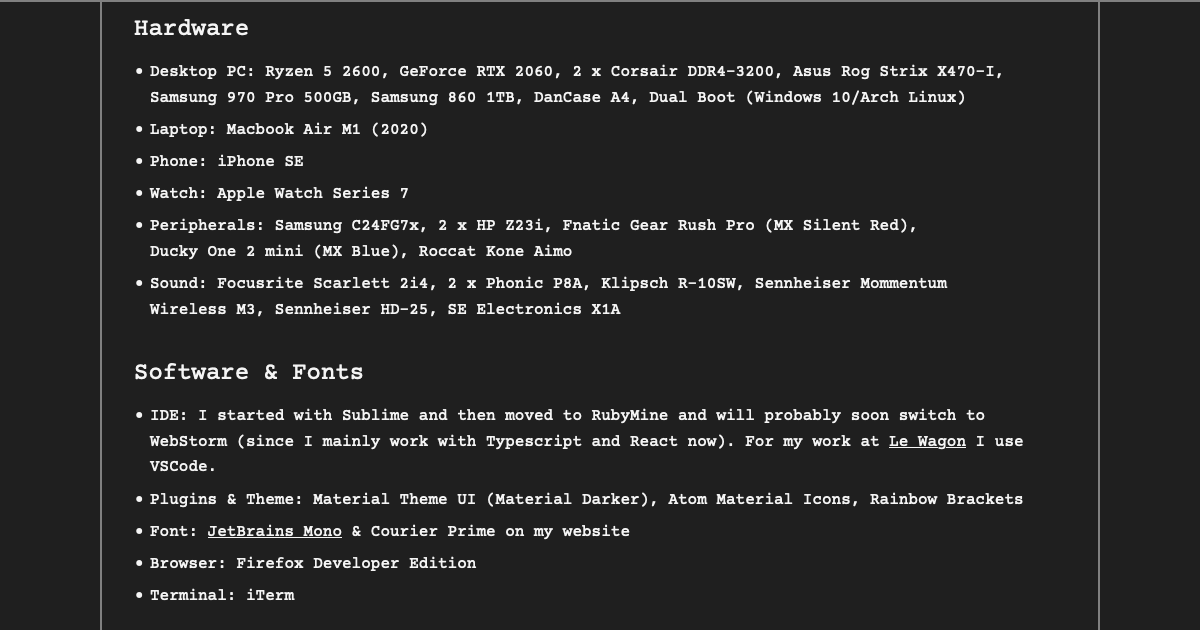 Hardware
• Desktop PC: Ryzen 5 2600, GeForce RTX 2060, 2 x Corsair DDR4-3200, Asus Rog Strix X470-I,
Samsung 970 Pro 500GB, Samsung 860 1TB, DanCase A4, Dual Boot (Windows 10/Arch Linux)
• Laptop: Macbook Air M1 (2020)
• Phone: iPhone SE
• Watch: Apple Watch Series 7
• Peripherals: Samsung C24FG7x, 2 x HP Z23i, Fnatic Gear Rush Pro (MX Silent Red),
Ducky One 2 mini (MX Blue), Roccat Kone Aimo
• Sound: Focusrite Scarlett 2i4, 2 x Phonic P8A, Klipsch R-10SW, Sennheiser Mommentum
Wireless M3, Sennheiser HD-25, SE Electronics X1A
Software & Fonts
• IDE: I started with Sublime and then moved to RubyMine and will probably soon switch to
WebStorm (since I mainly work with Typescript and React now). For my work at Le Wagon I use
VSCode.
• Plugins & Theme: Material Theme UI (Material Darker), Atom Material Icons, Rainbow Brackets
• Font: JetBrains Mono & Courier Prime on my website
• Browser: Firefox Developer Edition
• Terminal: iTerm